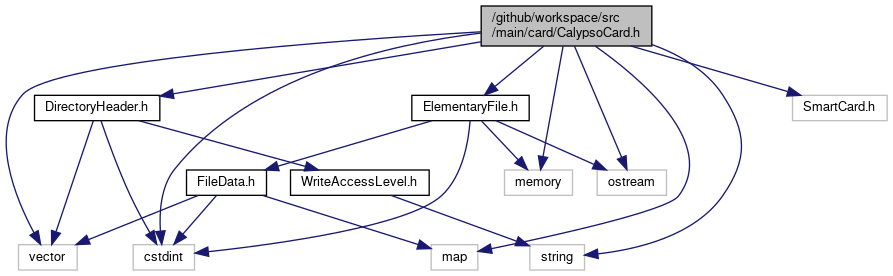 /github/workspace/src
/main/card/CalypsoCard.h
DirectoryHeader.h
ElementaryFile.h
SmartCard.h
FileData.h
WriteAccessLevel.h
memory
ostream
vector
cstdint
map
string